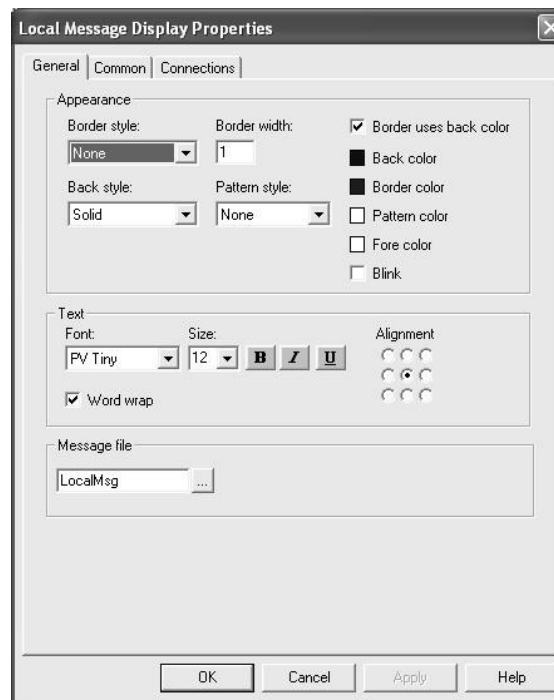 Local Message Display Properties
General Common Connections
Appearance
Border style: Border width: Border uses back color
None 1 Back color
Back style: Pattern style: Border color
Solid None Pattern color
Fore color
Blink
Text
Font: Size: Alignment
PV Tiny 12 B I U
Word wrap
Message file
LocalMsg ...
OK Cancel Apply Help